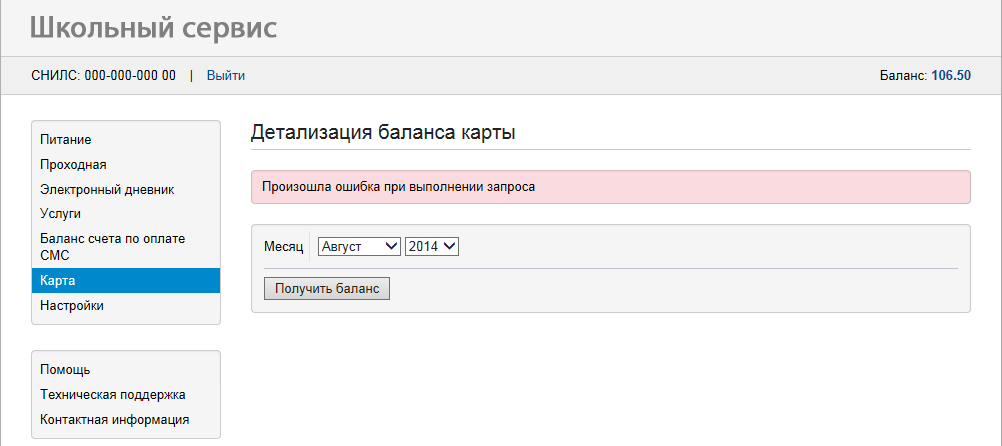 Школьный сервис
СНИЛС: 000-000-000 00 | Выйти
Баланс: 106.50
Питание
Проходная
Электронный дневник
Услуги
Баланс счета по оплате
СМС
Карта
Настройки
Помощь
Техническая поддержка
Контактная информация
Детализация баланса карты
Произошла ошибка при выполнении запроса
Месяц Август 2014
Получить баланс